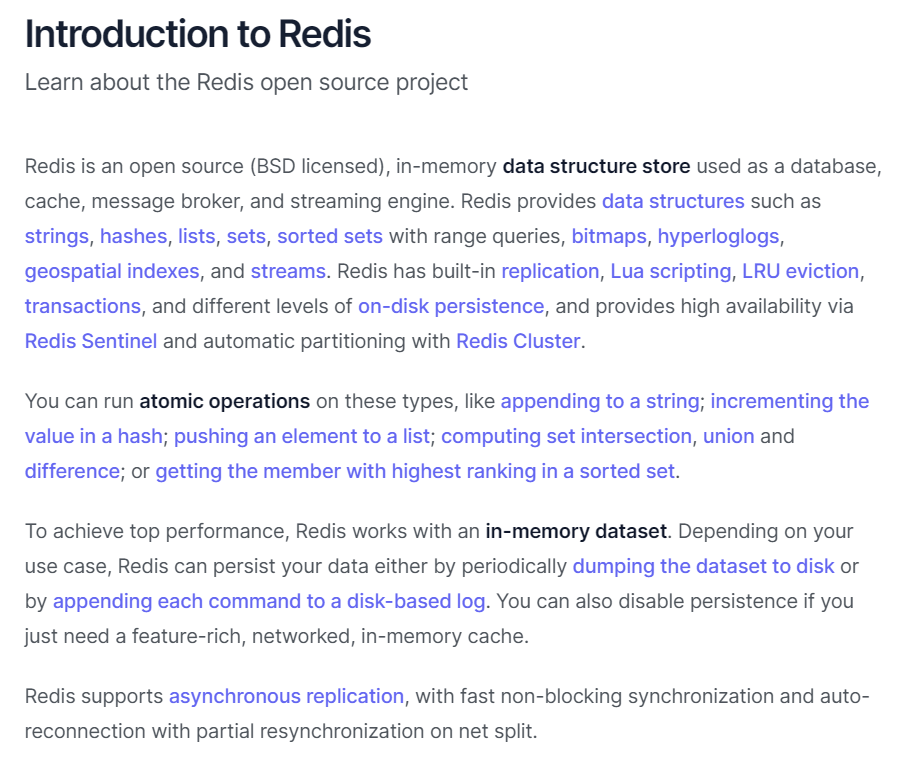 Introduction to Redis
Learn about the Redis open source project
Redis is an open source (BSD licensed), in-memory data structure store used as a database,
cache, message broker, and streaming engine. Redis provides data structures such as
strings, hashes, lists, sets, sorted sets with range queries, bitmaps, hyperloglogs,
geospatial indexes, and streams. Redis has built-in replication, Lua scripting, LRU eviction,
transactions, and different levels of on-disk persistence, and provides high availability via
Redis Sentinel and automatic partitioning with Redis Cluster.
You can run atomic operations on these types, like appending to a string; incrementing the
value in a hash; pushing an element to a list; computing set intersection, union and
difference; or getting the member with highest ranking in a sorted set.
To achieve top performance, Redis works with an in-memory dataset. Depending on your
use case, Redis can persist your data either by periodically dumping the dataset to disk or
by appending each command to a disk-based log. You can also disable persistence if you
just need a feature-rich, networked, in-memory cache.
Redis supports asynchronous replication, with fast non-blocking synchronization and auto-
reconnection with partial resynchronization on net split.